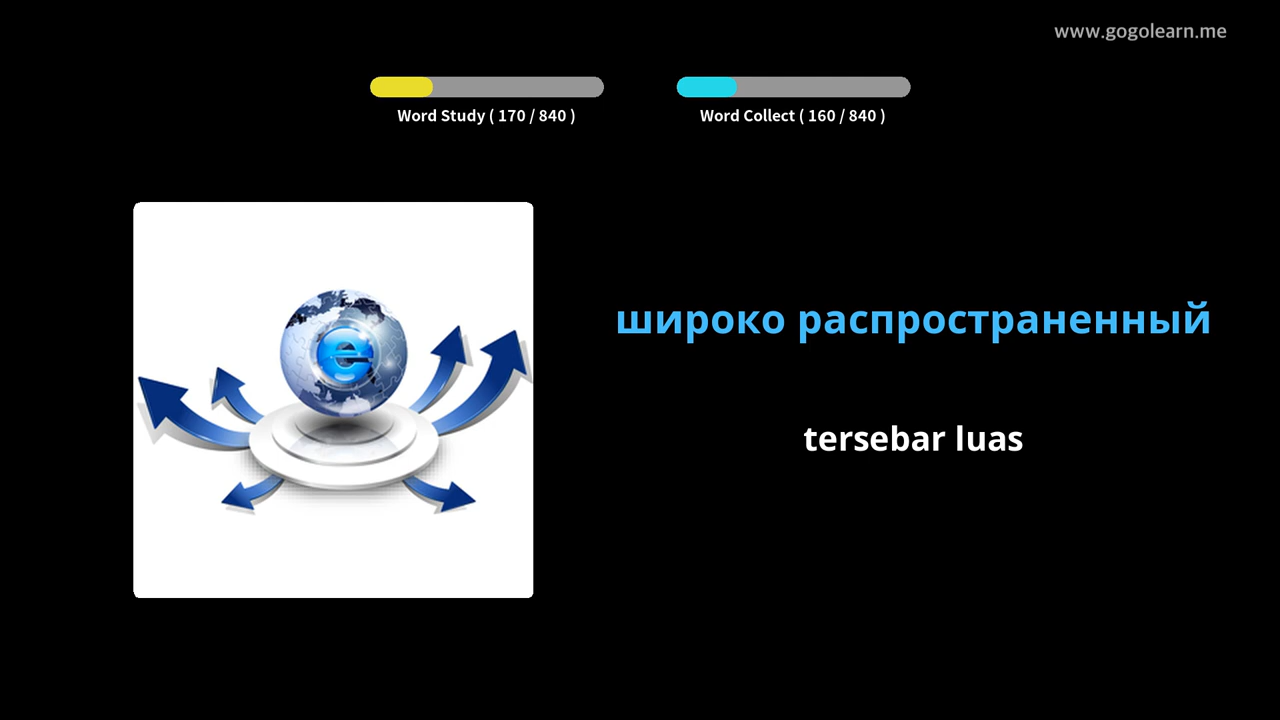 www.gogolearn.me
Word Study ( 170 / 840 )
Word Collect ( 160 / 840 )
e
широко распространенный
tersebar luas